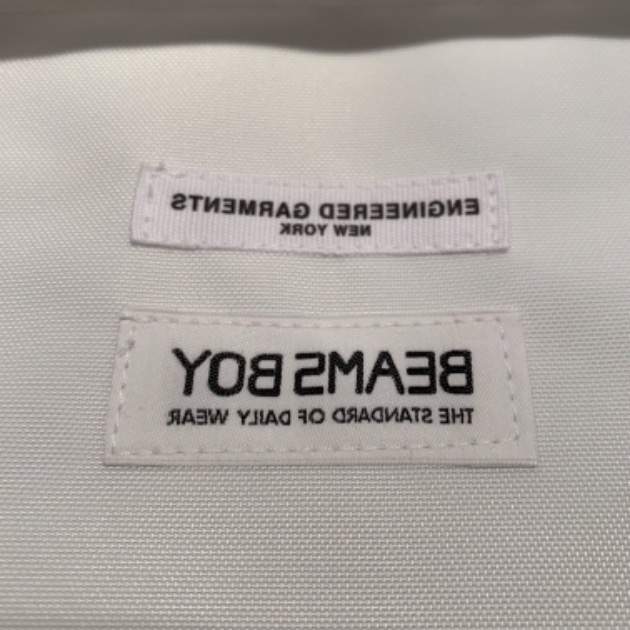 ENGINEERED GARMENTS
NEW YORK
BEAMS BOY
THE STANDARD OF DAILY WEAR